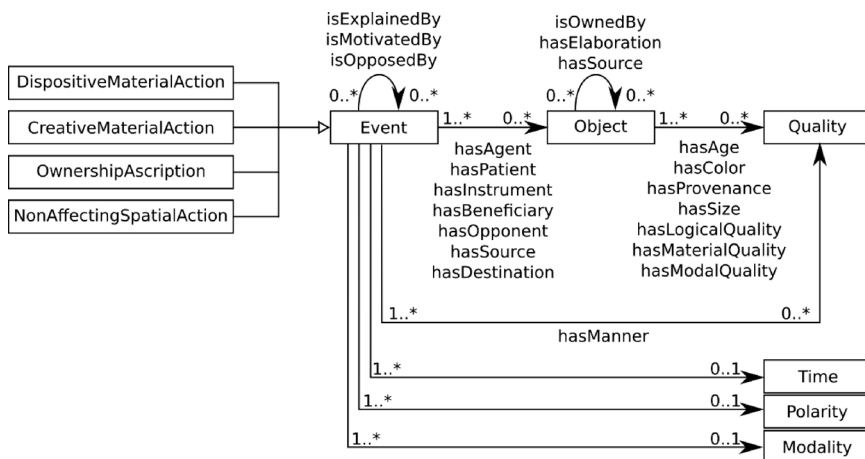 isExplainedBy
isMotivatedBy
isOpposedBy
isOwnedBy
hasElaboration
hasSource
DispositiveMaterialAction
CreativeMaterialAction
OwnershipAscription
NonAffectingSpatialAction
0..* 0..*
Event
1..* 0..*
0..* 0..*
Object
1..* 0..*
Quality
hasAgent
hasPatient
hasInstrument
hasBeneficiary
hasOpponent
hasSource
hasDestination
hasAge
hasColor
hasProvenance
hasSize
hasLogicalQuality
hasMaterialQuality
hasModalQuality
1..* 0..*
hasManner
1..* 0..1
Time
1..* 0..1
Polarity
1..* 0..1
Modality